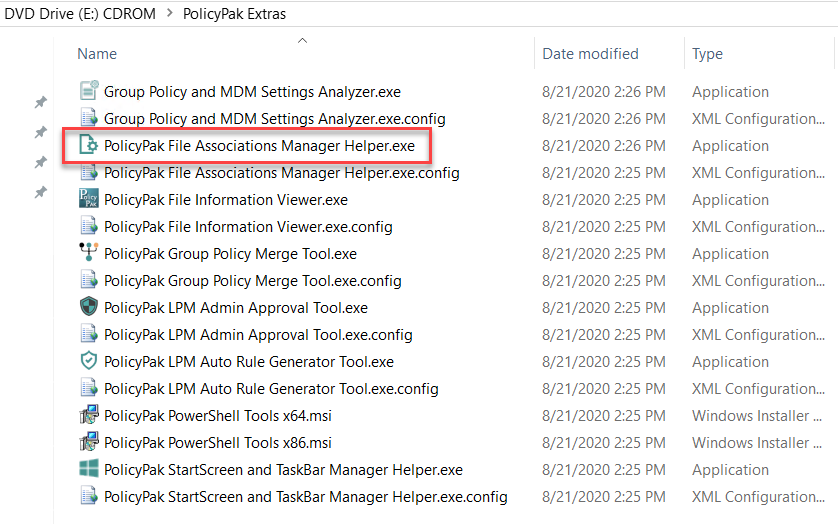 DVD Drive (E:) CDROM > PolicyPak Extras
Name Date modified Type
Group Policy and MDM Settings Analyzer.exe 8/21/2020 2:26 PM Application
Group Policy and MDM Settings Analyzer.exe.config 8/21/2020 2:26 PM XML Configuration...
PolicyPak File Associations Manager Helper.exe 8/21/2020 2:26 PM Application
PolicyPak File Associations Manager Helper.exe.config 8/21/2020 2:25 PM XML Configuration...
PolicyPak File Information Viewer.exe 8/21/2020 2:26 PM Application
PolicyPak File Information Viewer.exe.config 8/21/2020 2:25 PM XML Configuration...
PolicyPak Group Policy Merge Tool.exe 8/21/2020 2:25 PM Application
PolicyPak Group Policy Merge Tool.exe.config 8/21/2020 2:25 PM XML Configuration...
PolicyPak LPM Admin Approval Tool.exe 8/21/2020 2:25 PM Application
PolicyPak LPM Admin Approval Tool.exe.config 8/21/2020 2:25 PM XML Configuration...
PolicyPak LPM Auto Rule Generator Tool.exe 8/21/2020 2:25 PM Application
PolicyPak LPM Auto Rule Generator Tool.exe.config 8/21/2020 2:25 PM XML Configuration...
PolicyPak PowerShell Tools x64.msi 8/21/2020 2:25 PM Windows Installer ...
PolicyPak PowerShell Tools x86.msi 8/21/2020 2:25 PM Windows Installer ...
PolicyPak StartScreen and TaskBar Manager Helper.exe 8/21/2020 2:25 PM Application
PolicyPak StartScreen and TaskBar Manager Helper.exe.config 8/21/2020 2:25 PM XML Configuration...